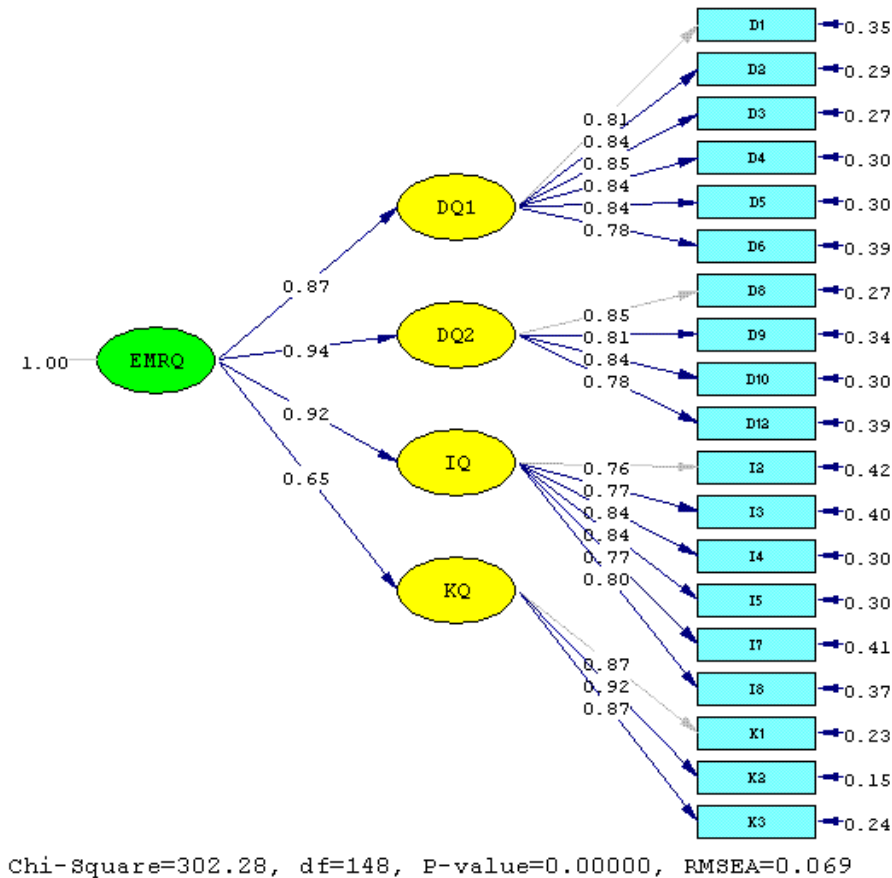 D1 0.35
D2 0.29
D3 0.27
D4 0.30
D5 0.30
D6 0.39
D8 0.27
D9 0.34
D10 0.30
D12 0.39
I2 0.42
I3 0.40
I4 0.30
I5 0.30
I7 0.41
I8 0.37
K1 0.23
K2 0.15
K3 0.24
0.81
0.84
0.85
0.84
0.84
0.78
0.85
0.81
0.84
0.78
0.76
0.77
0.84
0.84
0.77
0.80
0.87
0.92
0.87
DQ1
DQ2
IQ
KQ
0.87
0.94
0.92
0.65
1.00 EMRQ
Chi-Square=302.28, df=148, P-value=0.00000, RMSEA=0.069